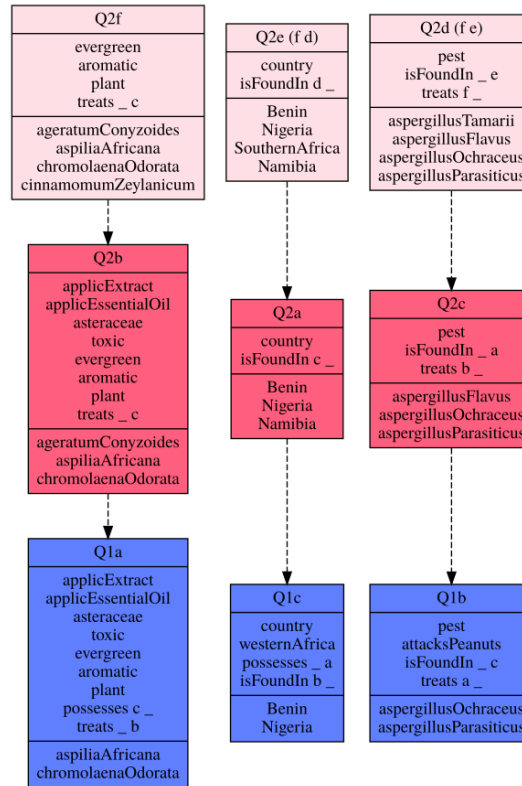 Q2f
evergreen
aromatic
plant
treats _ c
ageratumConyzoides
aspiliaAfricana
chromolaenaOdorata
cinnamomumZeylanicum
Q2e (f d)
country
isFoundIn d _
Benin
Nigeria
SouthernAfrica
Namibia
Q2d (f e)
pest
isFoundIn _ e
treats f _
aspergillusTamarii
aspergillusFlavus
aspergillusOchraceus
aspergillusParasiticus
Q2b
applicExtract
applicEssentialOil
asteraceae
toxic
evergreen
aromatic
plant
treats _ c
ageratumConyzoides
aspiliaAfricana
chromolaenaOdorata
Q2a
country
isFoundIn c _
Benin
Nigeria
Namibia
Q2c
pest
isFoundIn _ a
treats b _
aspergillusFlavus
aspergillusOchraceus
aspergillusParasiticus
Q1a
applicExtract
applicEssentialOil
asteraceae
toxic
evergreen
aromatic
plant
possesses c _
treats _ b
aspiliaAfricana
chromolaenaOdorata
Q1c
country
westernAfrica
possesses _ a
isFoundIn b _
Benin
Nigeria
Q1b
pest
attacksPeanuts
isFoundIn _ c
treats a _
aspergillusOchraceus
aspergillusParasiticus